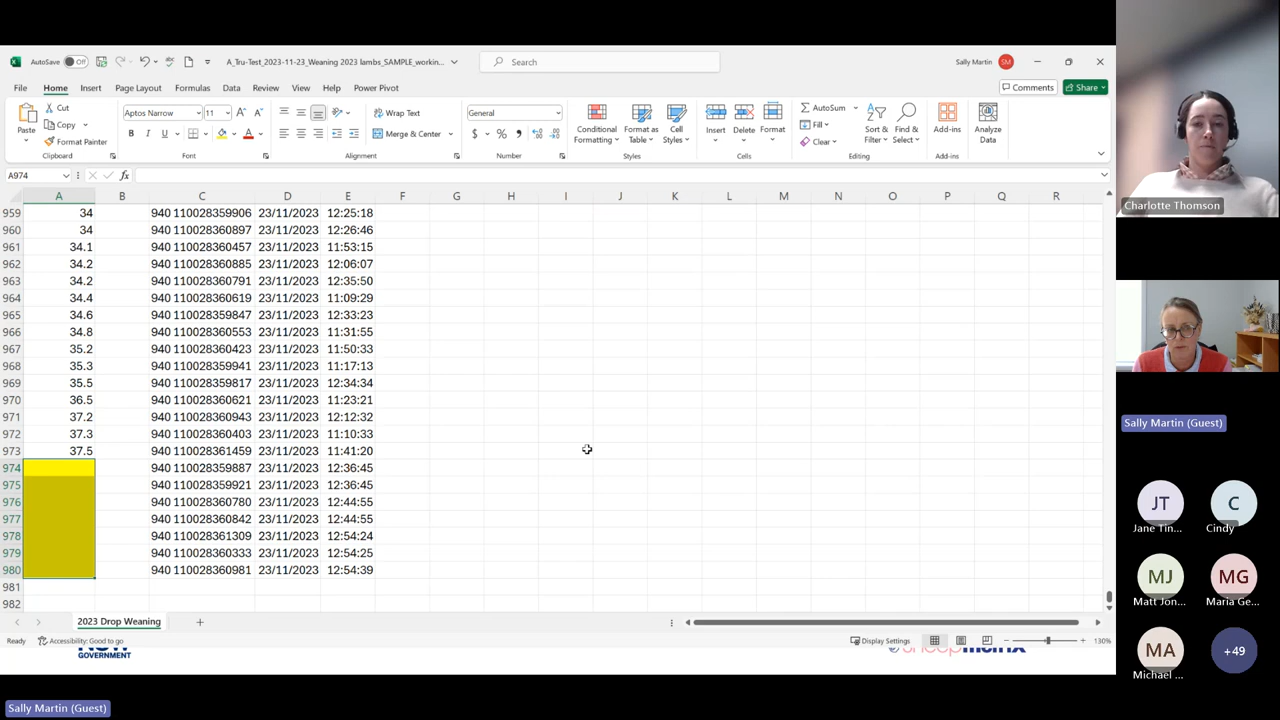 AutoSave Off A_Tru-Test_2023-11-23_Weaning 2023 lambs_SAMPLE_workin... Search Sally Martin SM
File Home Insert Page Layout Formulas Data Review View Help Power Pivot Comments Share
Paste Cut Copy Format Painter Clipboard
Aptos Narrow 11 B I U Font
Wrap Text Merge & Center Alignment
General Number
Conditional Formatting Format as Table Cell Styles Styles
Insert Delete Format Cells
AutoSum Fill Clear Sort & Filter Find & Select Editing
Add-ins Add-ins
Analyze Data
A974 fx
A B C D E F G H I J K L M N O P Q R
959 34 940 110028359906 23/11/2023 12:25:18
960 34 940 110028360897 23/11/2023 12:26:46
961 34.1 940 110028360457 23/11/2023 11:53:15
962 34.2 940 110028360885 23/11/2023 12:06:07
963 34.2 940 110028360791 23/11/2023 12:35:50
964 34.4 940 110028360619 23/11/2023 11:09:29
965 34.6 940 110028359847 23/11/2023 12:33:23
966 34.8 940 110028360553 23/11/2023 11:31:55
967 35.2 940 110028360423 23/11/2023 11:50:33
968 35.3 940 110028359941 23/11/2023 11:17:13
969 35.5 940 110028359817 23/11/2023 12:34:34
970 36.5 940 110028360621 23/11/2023 11:23:21
971 37.2 940 110028360943 23/11/2023 12:12:32
972 37.3 940 110028360403 23/11/2023 11:10:33
973 37.5 940 110028361459 23/11/2023 11:41:20
974 940 110028359887 23/11/2023 12:36:45
975 940 110028359921 23/11/2023 12:36:45
976 940 110028360780 23/11/2023 12:44:55
977 940 110028360842 23/11/2023 12:44:55
978 940 110028361309 23/11/2023 12:54:24
979 940 110028360333 23/11/2023 12:54:25
980 940 110028360981 23/11/2023 12:54:39
981
982
2023 Drop Weaning
Ready Accessibility: Good to go Display Settings 130%
GOVERNMENT
Sally Martin (Guest)
Charlotte Thomson
Sally Martin (Guest)
JT C
Jane Tin... Cindy
MJ MG
Matt Jon... Maria Ge...
MA +49
Michael ...